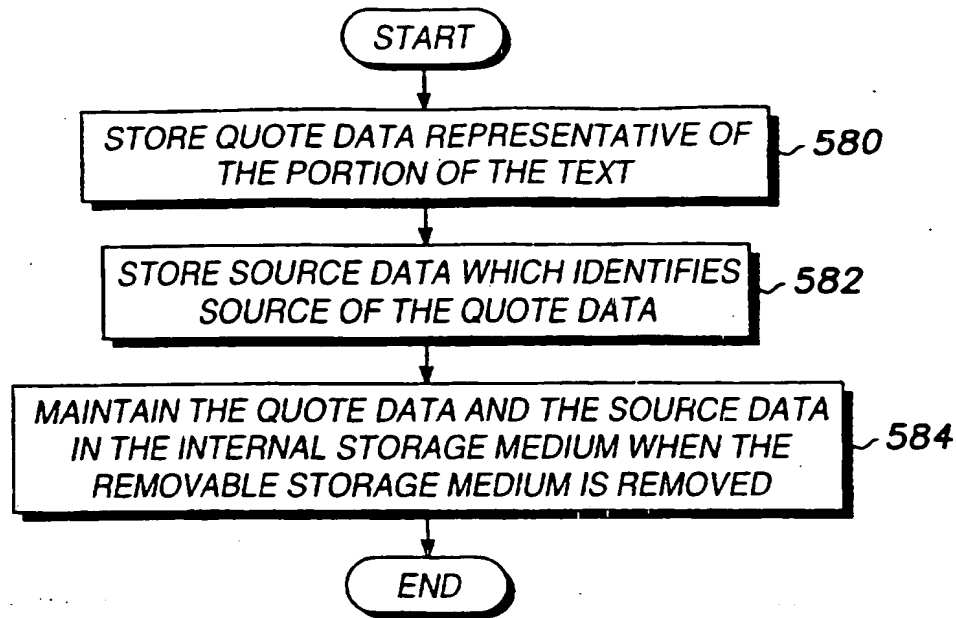 START
STORE QUOTE DATA REPRESENTATIVE OF
THE PORTION OF THE TEXT
580
STORE SOURCE DATA WHICH IDENTIFIES
SOURCE OF THE QUOTE DATA
582
MAINTAIN THE QUOTE DATA AND THE SOURCE DATA
IN THE INTERNAL STORAGE MEDIUM WHEN THE
REMOVABLE STORAGE MEDIUM IS REMOVED
584
END